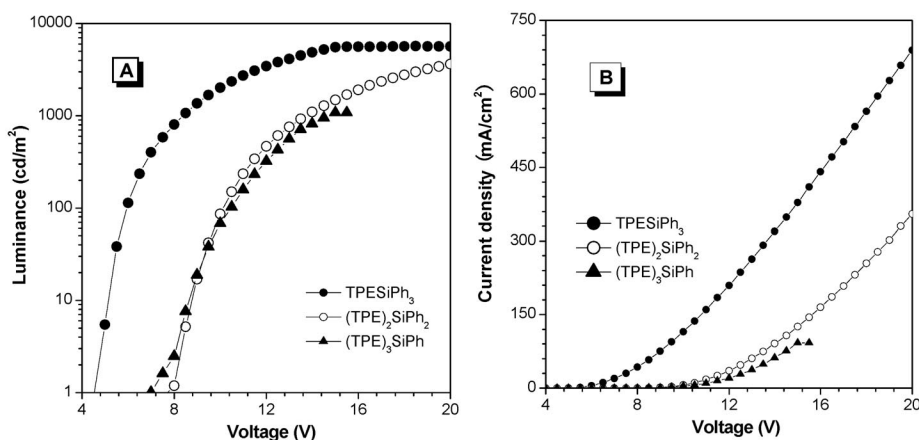 A
Luminance (cd/m²)
10000
1000
100
10
1
4 8 12 16 20
Voltage (V)
TPESiPh₃
(TPE)₂SiPh₂
(TPE)₃SiPh
B
Current density (mA/cm²)
750
600
450
300
150
0
4 8 12 16 20
Voltage (V)
TPESiPh₃
(TPE)₂SiPh₂
(TPE)₃SiPh